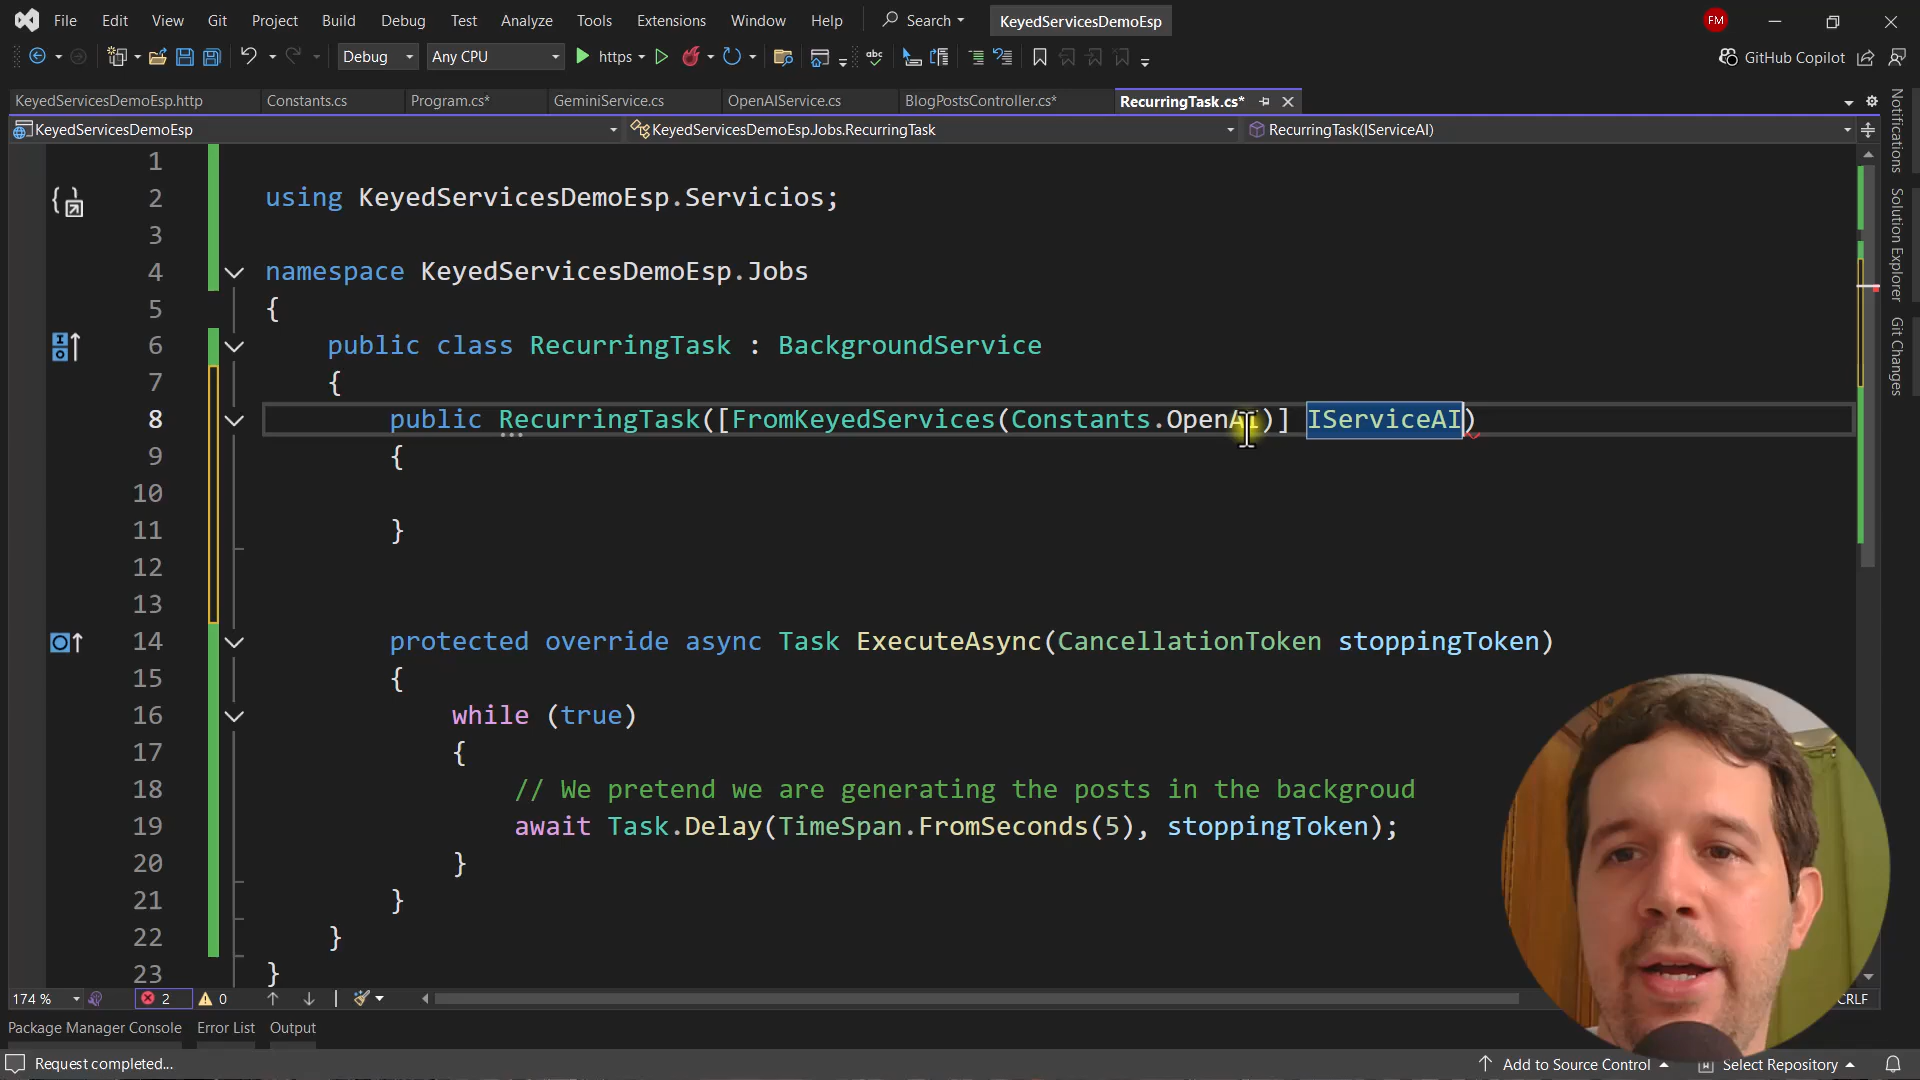 File Edit View Git Project Build Debug Test Analyze Tools Extensions Window Help Search KeyedServicesDemoEsp FM
Debug Any CPU https GitHub Copilot
KeyedServicesDemoEsp.http Constants.cs Program.cs* GeminiService.cs OpenAIService.cs BlogPostsController.cs* RecurringTask.cs*
KeyedServicesDemoEsp KeyedServicesDemoEsp.Jobs.RecurringTask RecurringTask(IServiceAI)
1
2 using KeyedServicesDemoEsp.Servicios;
3
4 namespace KeyedServicesDemoEsp.Jobs
5 {
6 public class RecurringTask : BackgroundService
7 {
8 public RecurringTask([FromKeyedServices(Constants.OpenAI)] IServiceAI)
9 {
10
11 }
12
13
14 protected override async Task ExecuteAsync(CancellationToken stoppingToken)
15 {
16 while (true)
17 {
18 // We pretend we are generating the posts in the backgroud
19 await Task.Delay(TimeSpan.FromSeconds(5), stoppingToken);
20 }
21 }
22 }
23 }
174 % 2 0 CRLF
Package Manager Console Error List Output
Request completed... Add to Source Control Select Repository
Notifications
Solution Explorer
Git Changes